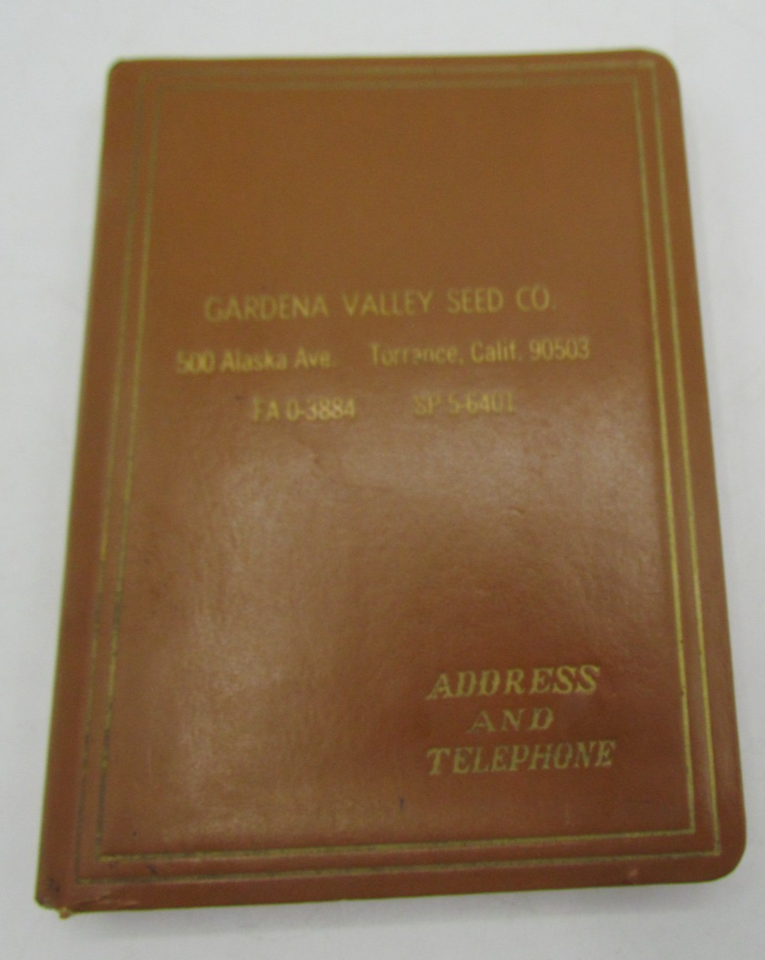 GARDENA VALLEY SEED CO.
500 Alaska Ave. Torrance, Calif. 90503
FA 0-3884 SP 5-6401
ADDRESS
AND
TELEPHONE